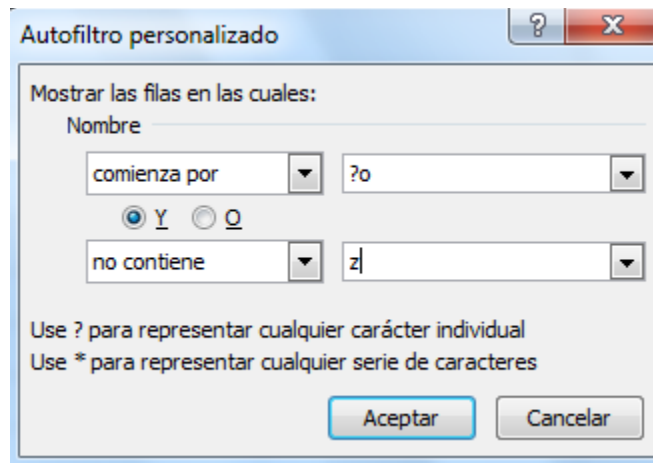 Autofiltro personalizado
Mostrar las filas en las cuales:
Nombre
comienza por ?o
Y O
no contiene z
Use ? para representar cualquier carácter individual
Use * para representar cualquier serie de caracteres
Aceptar Cancelar